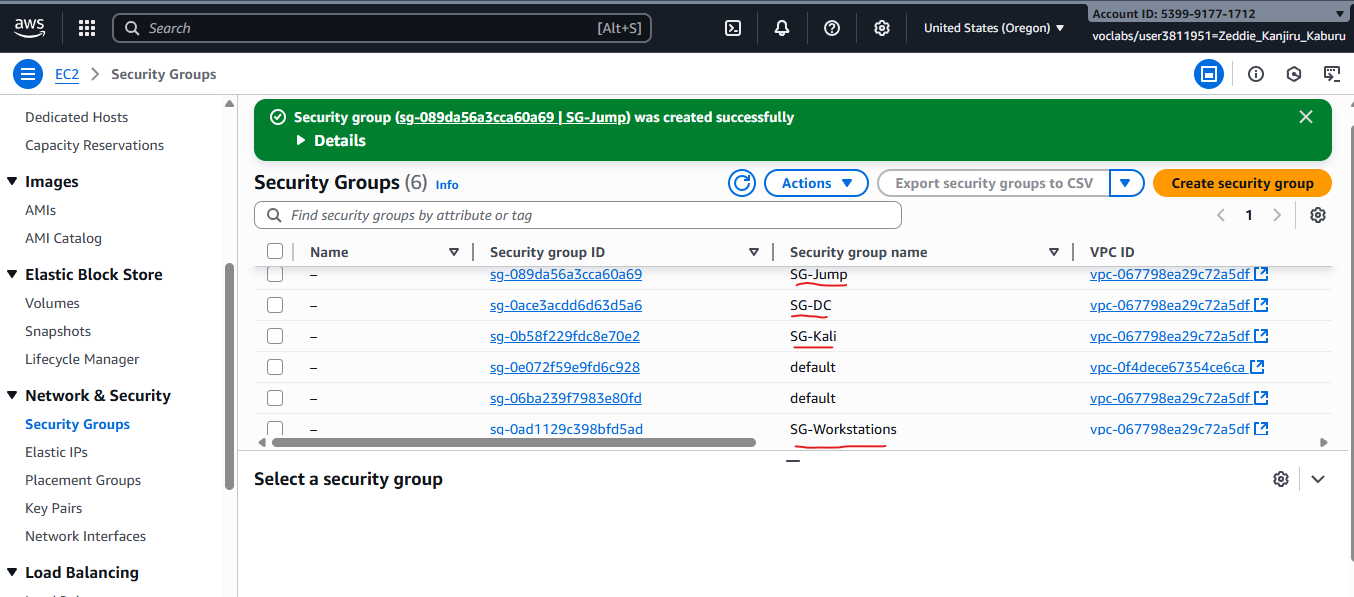 aws
Search
[Alt+S]
United States (Oregon)
Account ID: 5399-9177-1712
voclabs/user3811951=Zeddie_Kanjiru_Kaburu
EC2
Security Groups
Dedicated Hosts
Capacity Reservations
Images
AMIs
AMI Catalog
Elastic Block Store
Volumes
Snapshots
Lifecycle Manager
Network & Security
Security Groups
Elastic IPs
Placement Groups
Key Pairs
Network Interfaces
Load Balancing
Security group (sg-089da56a3cca60a69 | SG-Jump) was created successfully
Details
Security Groups (6) Info
Actions
Export security groups to CSV
Create security group
Find security groups by attribute or tag
1
Name Security group ID Security group name VPC ID
– sg-089da56a3cca60a69 SG-Jump vpc-067798ea29c72a5df
– sg-0ace3acdd6d63d5a6 SG-DC vpc-067798ea29c72a5df
– sg-0b58f229fdc8e70e2 SG-Kali vpc-067798ea29c72a5df
– sg-0e072f59e9fd6c928 default vpc-0f4dece67354ce6ca
– sg-06ba239f7983e80fd default vpc-067798ea29c72a5df
– sg-0ad1129c398bfd5ad SG-Workstations vpc-067798ea29c72a5df
Select a security group